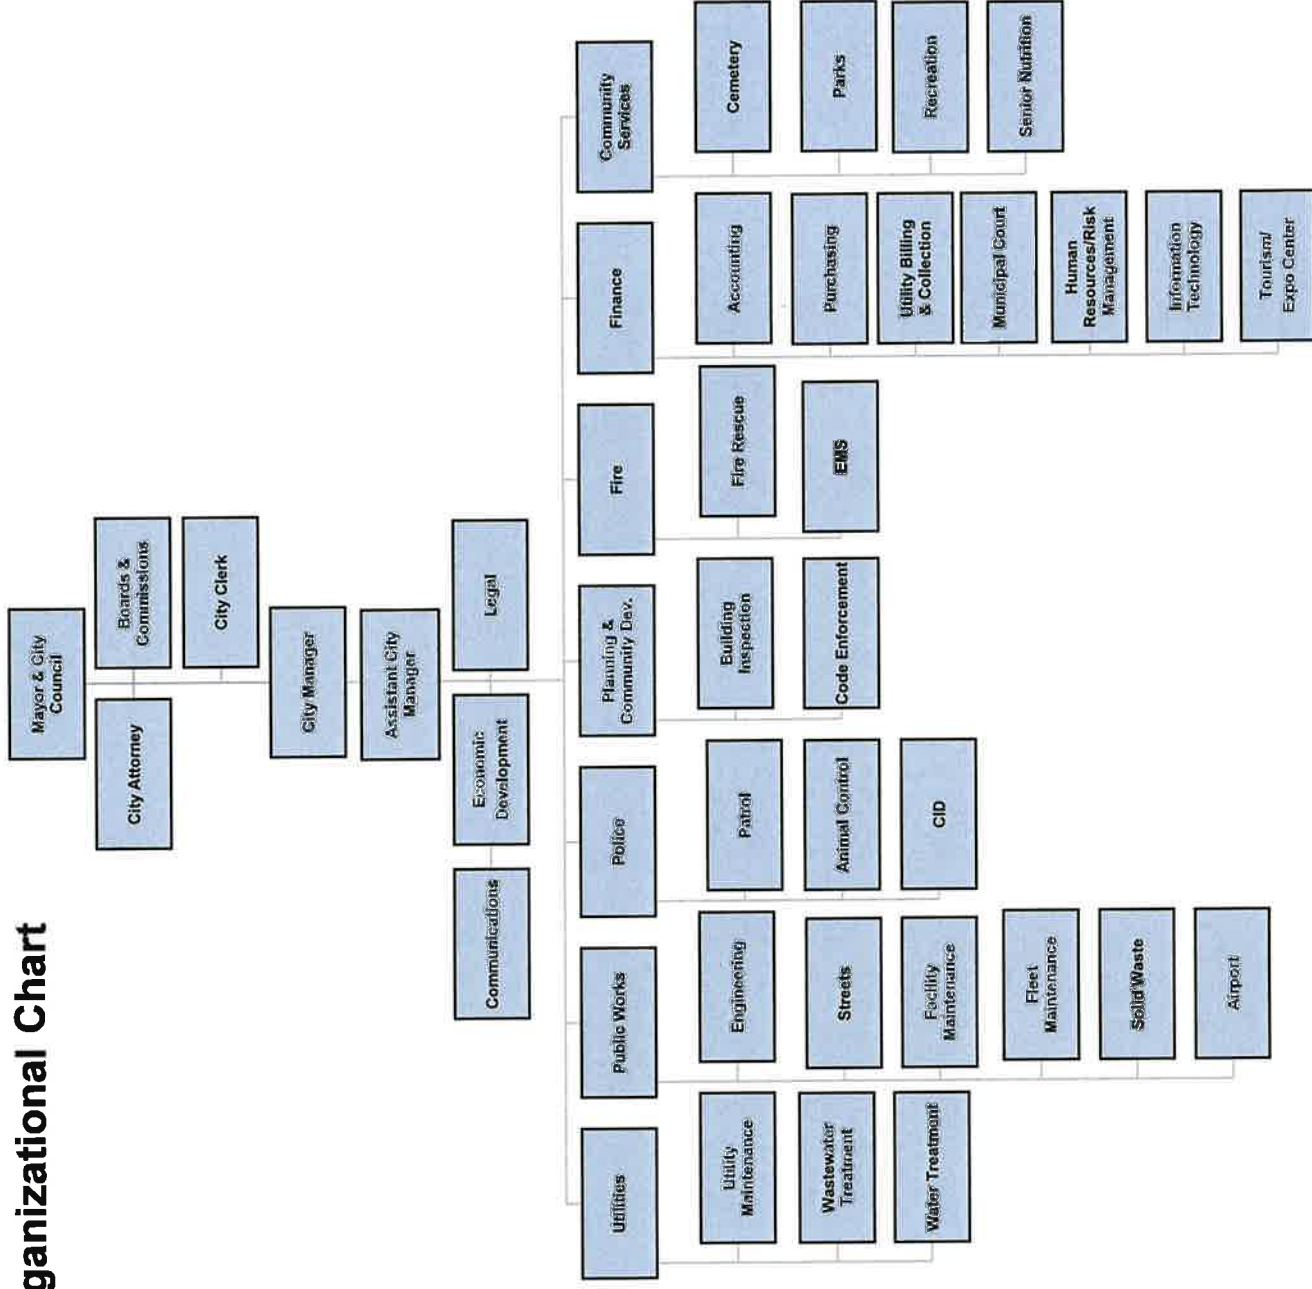 ganizational Chart
Mayor & City
Council
City Attorney
Boards &
Commissions
City Clerk
City Manager
Assistant City
Manager
Communications
Economic
Development
Legal
Utilities
Public Works
Police
Planning &
Community Dev.
Fire
Finance
Community
Services
Utility
Maintenance
Wastewater
Treatment
Water Treatment
Engineering
Streets
Facility
Maintenance
Fleet
Maintenance
Solid Waste
Airport
Patrol
Animal Control
CID
Building
Inspection
Code Enforcement
Fire Rescue
EMS
Accounting
Purchasing
Utility Billing
& Collection
Municipal Court
Human
Resources/Risk
Management
Information
Technology
Tourism/
Expo Center
Cemetery
Parks
Recreation
Senior Nutrition